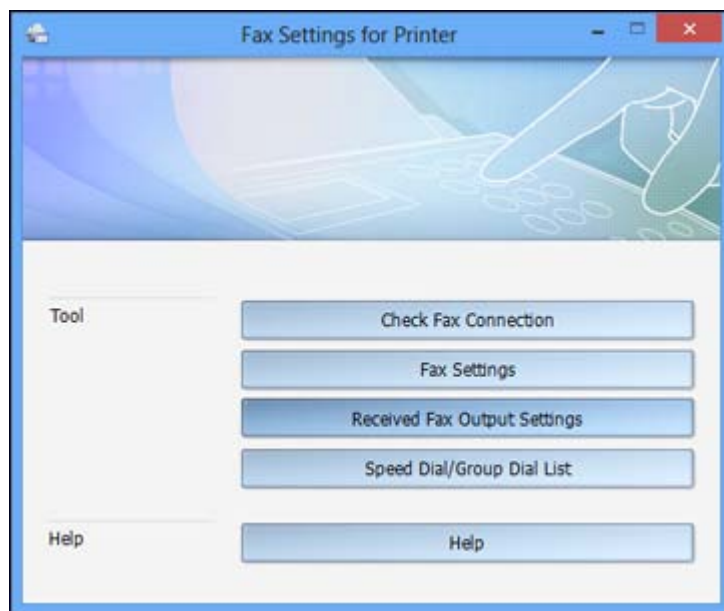 Fax Settings for Printer
Tool
Check Fax Connection
Fax Settings
Received Fax Output Settings
Speed Dial/Group Dial List
Help
Help